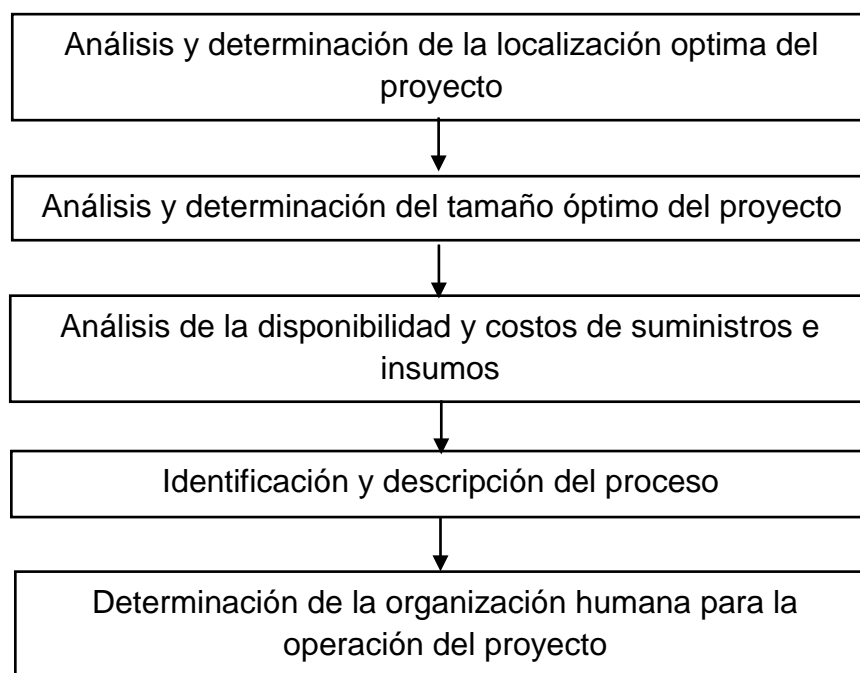 Análisis y determinación de la localización optima del
proyecto
Análisis y determinación del tamaño óptimo del proyecto
Análisis de la disponibilidad y costos de suministros e
insumos
Identificación y descripción del proceso
Determinación de la organización humana para la
operación del proyecto